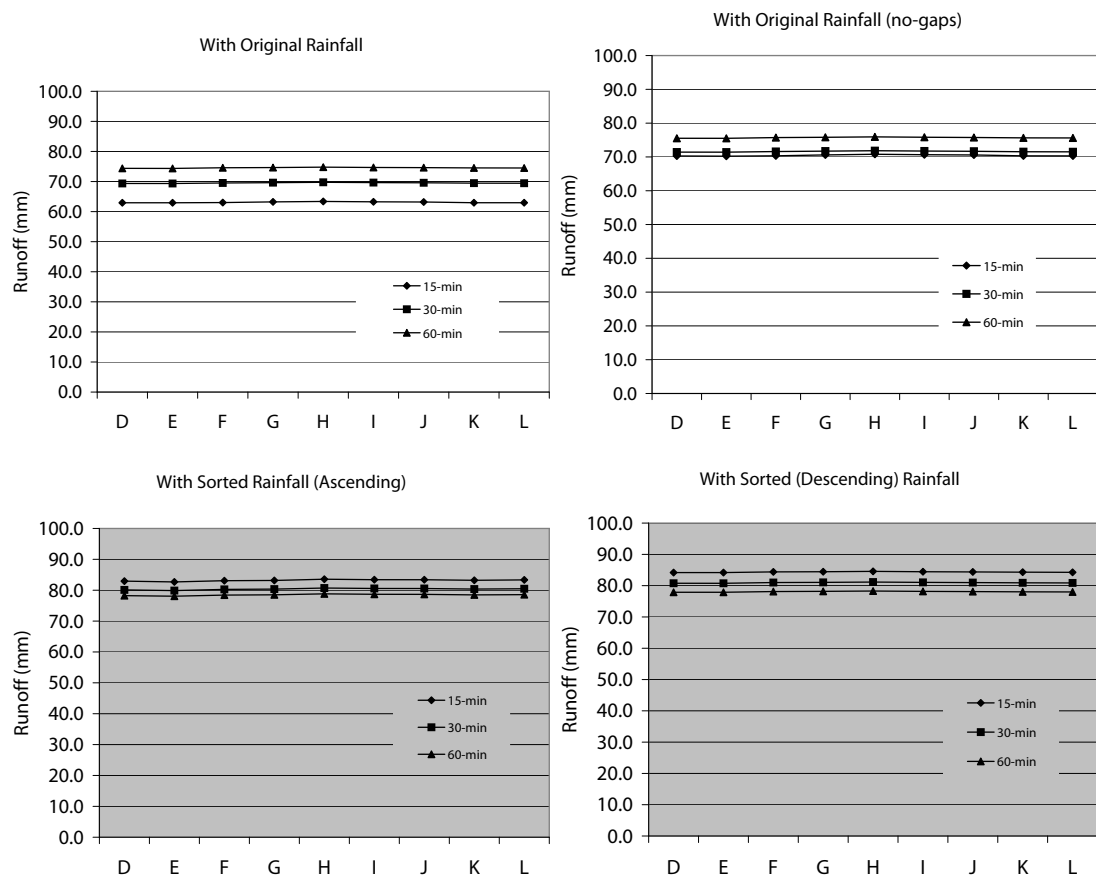 With Original Rainfall
Runoff (mm)
100.0
90.0
80.0
70.0
60.0
50.0
40.0
30.0
20.0
10.0
0.0
15-min
30-min
60-min
D E F G H I J K L
With Original Rainfall (no-gaps)
Runoff (mm)
100.0
90.0
80.0
70.0
60.0
50.0
40.0
30.0
20.0
10.0
0.0
15-min
30-min
60-min
D E F G H I J K L
With Sorted Rainfall (Ascending)
Runoff (mm)
100.0
90.0
80.0
70.0
60.0
50.0
40.0
30.0
20.0
10.0
0.0
15-min
30-min
60-min
D E F G H I J K L
With Sorted (Descending) Rainfall
Runoff (mm)
100.0
90.0
80.0
70.0
60.0
50.0
40.0
30.0
20.0
10.0
0.0
15-min
30-min
60-min
D E F G H I J K L